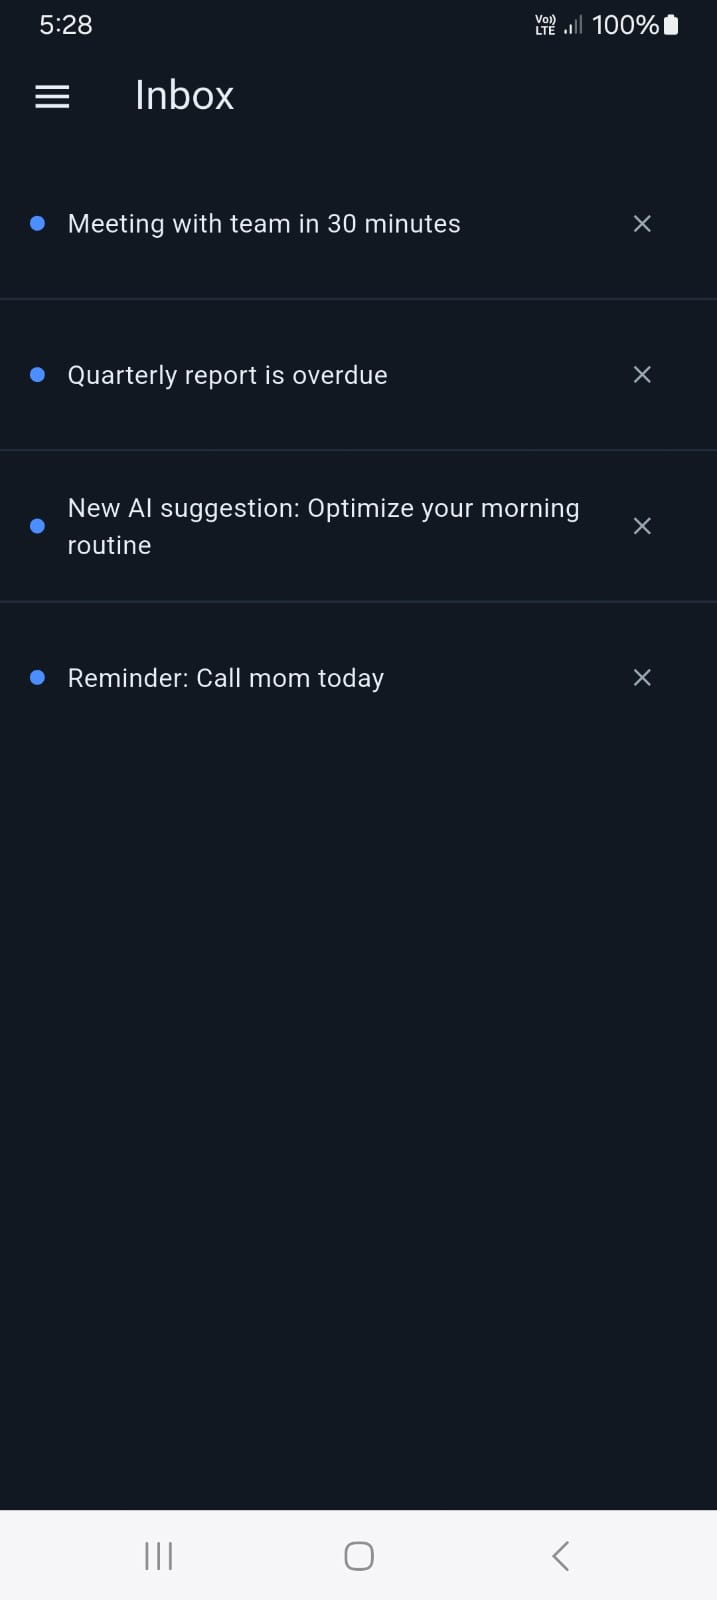 5:28
Vo)) LTE 100%
Inbox
Meeting with team in 30 minutes
Quarterly report is overdue
New AI suggestion: Optimize your morning
routine
Reminder: Call mom today